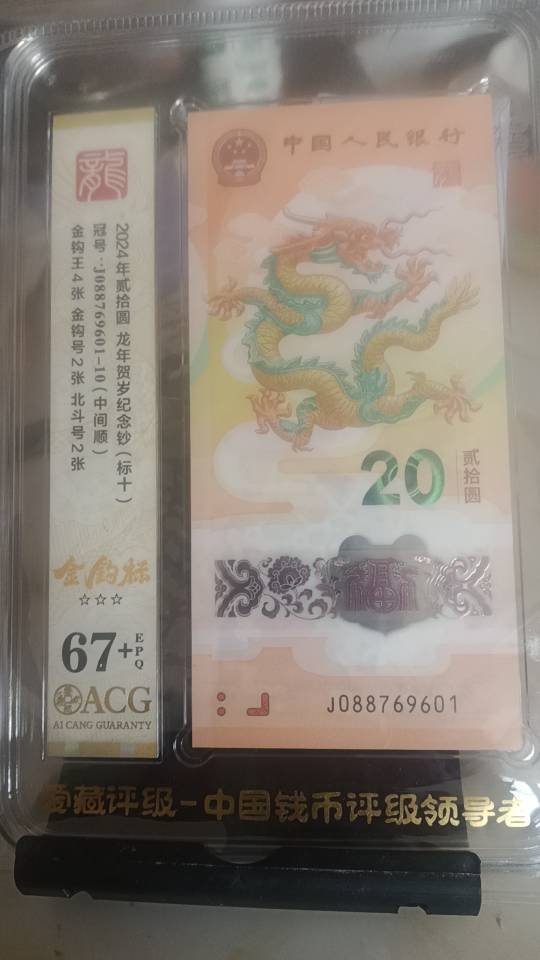 龍
2024年贰拾圆 龙年贺岁纪念钞(标十)
冠号:J088769601-10(中间顺)
金钩王4张 金钩号2张 北斗号2张
金钩标
☆☆☆
67+EPQ
ACG
AI CANG GUARANTY
中国人民银行
20
贰拾圆
J088769601
爱藏评级-中国钱币评级领导者